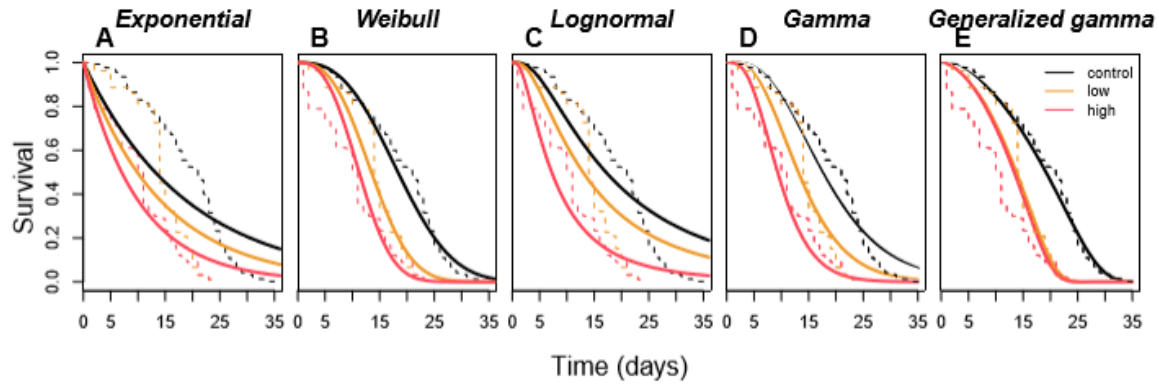 Exponential
Weibull
Lognormal
Gamma
Generalized gamma
A
B
C
D
E
control
low
high
Survival
1.0
0.8
0.6
0.4
0.2
0.0
0 5 15 25 35
0 5 15 25 35
0 5 15 25 35
0 5 15 25 35
0 5 15 25 35
Time (days)